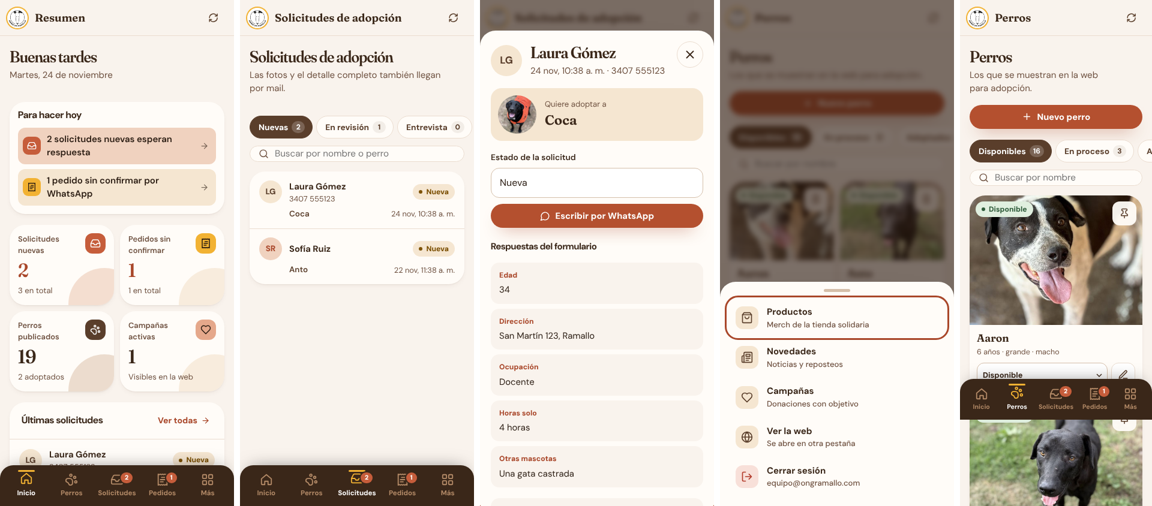 Resumen
Buenas tardes
Martes, 24 de noviembre
Para hacer hoy
2 solicitudes nuevas esperan
respuesta
1 pedido sin confirmar por
WhatsApp
Solicitudes
nuevas
2
3 en total
Pedidos sin
confirmar
1
1 en total
Perros
publicados
19
2 adoptados
Campañas
activas
1
Visibles en la web
Últimas solicitudes
Ver todas
LG
Laura Gómez
Nueva
Inicio
Perros
2
Solicitudes
1
Pedidos
Más
Solicitudes de adopción
Solicitudes de adopción
Las fotos y el detalle completo también llegan
por mail.
Nuevas 2
En revisión 1
Entrevista 0
Buscar por nombre o perro
LG
Laura Gómez
3407 555123
Nueva
Coca
24 nov, 10:38 a. m.
SR
Sofía Ruiz
Nueva
Anto
22 nov, 11:38 a. m.
Inicio
Perros
2
Solicitudes
1
Pedidos
Más
Solicitudes de adopción
LG
Laura Gómez
24 nov, 10:38 a. m. · 3407 555123
Quiere adoptar a
Coca
Estado de la solicitud
Nueva
Escribir por WhatsApp
Respuestas del formulario
Edad
34
Dirección
San Martín 123, Ramallo
Ocupación
Docente
Horas solo
4 horas
Otras mascotas
Una gata castrada
Perros
Perros
Nuevo perro
Productos
Merch de la tienda solidaria
Novedades
Noticias y reposteos
Campañas
Donaciones con objetivo
Ver la web
Se abre en otra pestaña
Cerrar sesión
equipo@ongramallo.com
Perros
Perros
Los que se muestran en la web
para adopción.
Nuevo perro
Disponibles 16
En proceso 3
A
Buscar por nombre
Disponible
Aaron
6 años · grande · macho
Disponible
Inicio
Perros
2
Solicitudes
1
Pedidos
Más